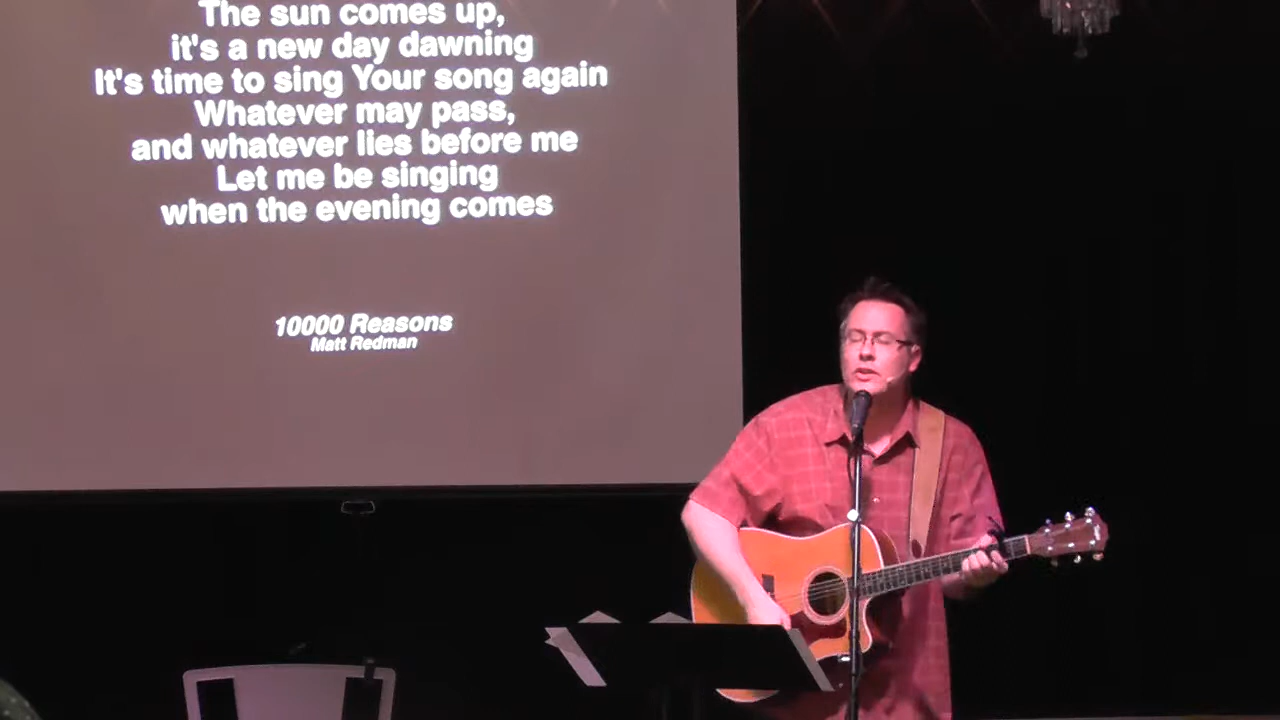 The sun comes up,
it's a new day dawning
It's time to sing Your song again
Whatever may pass,
and whatever lies before me
Let me be singing
when the evening comes
10000 Reasons
Matt Redman